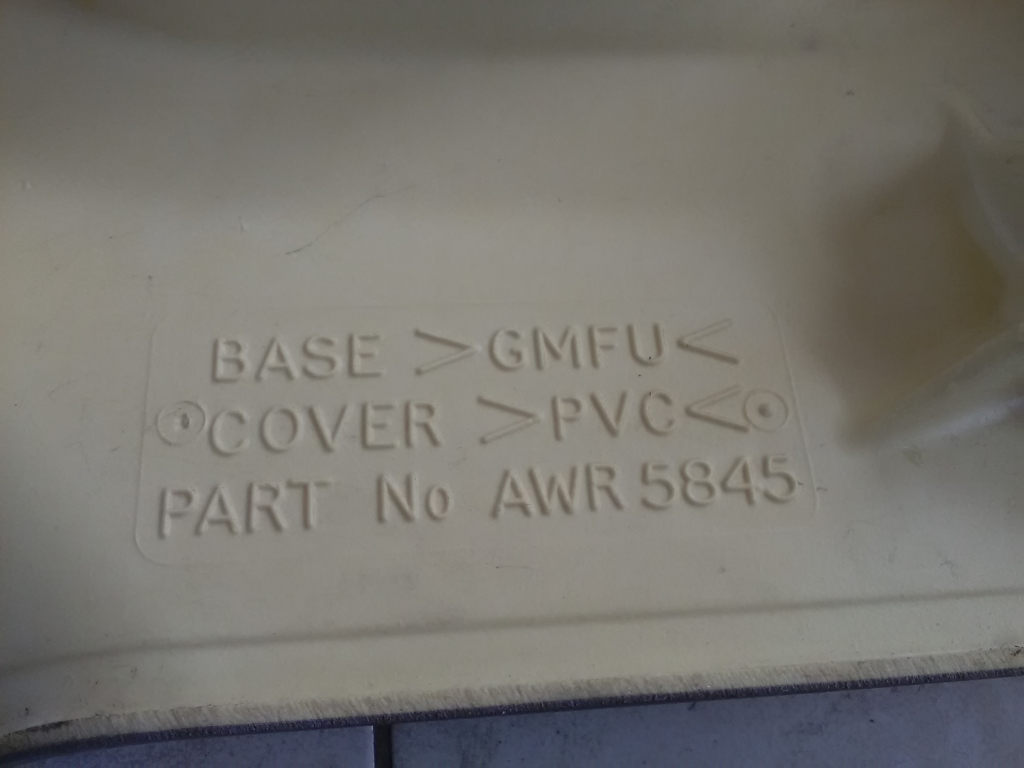 BASE >GMFU<
COVER >PVC<
PART No AWR 5845